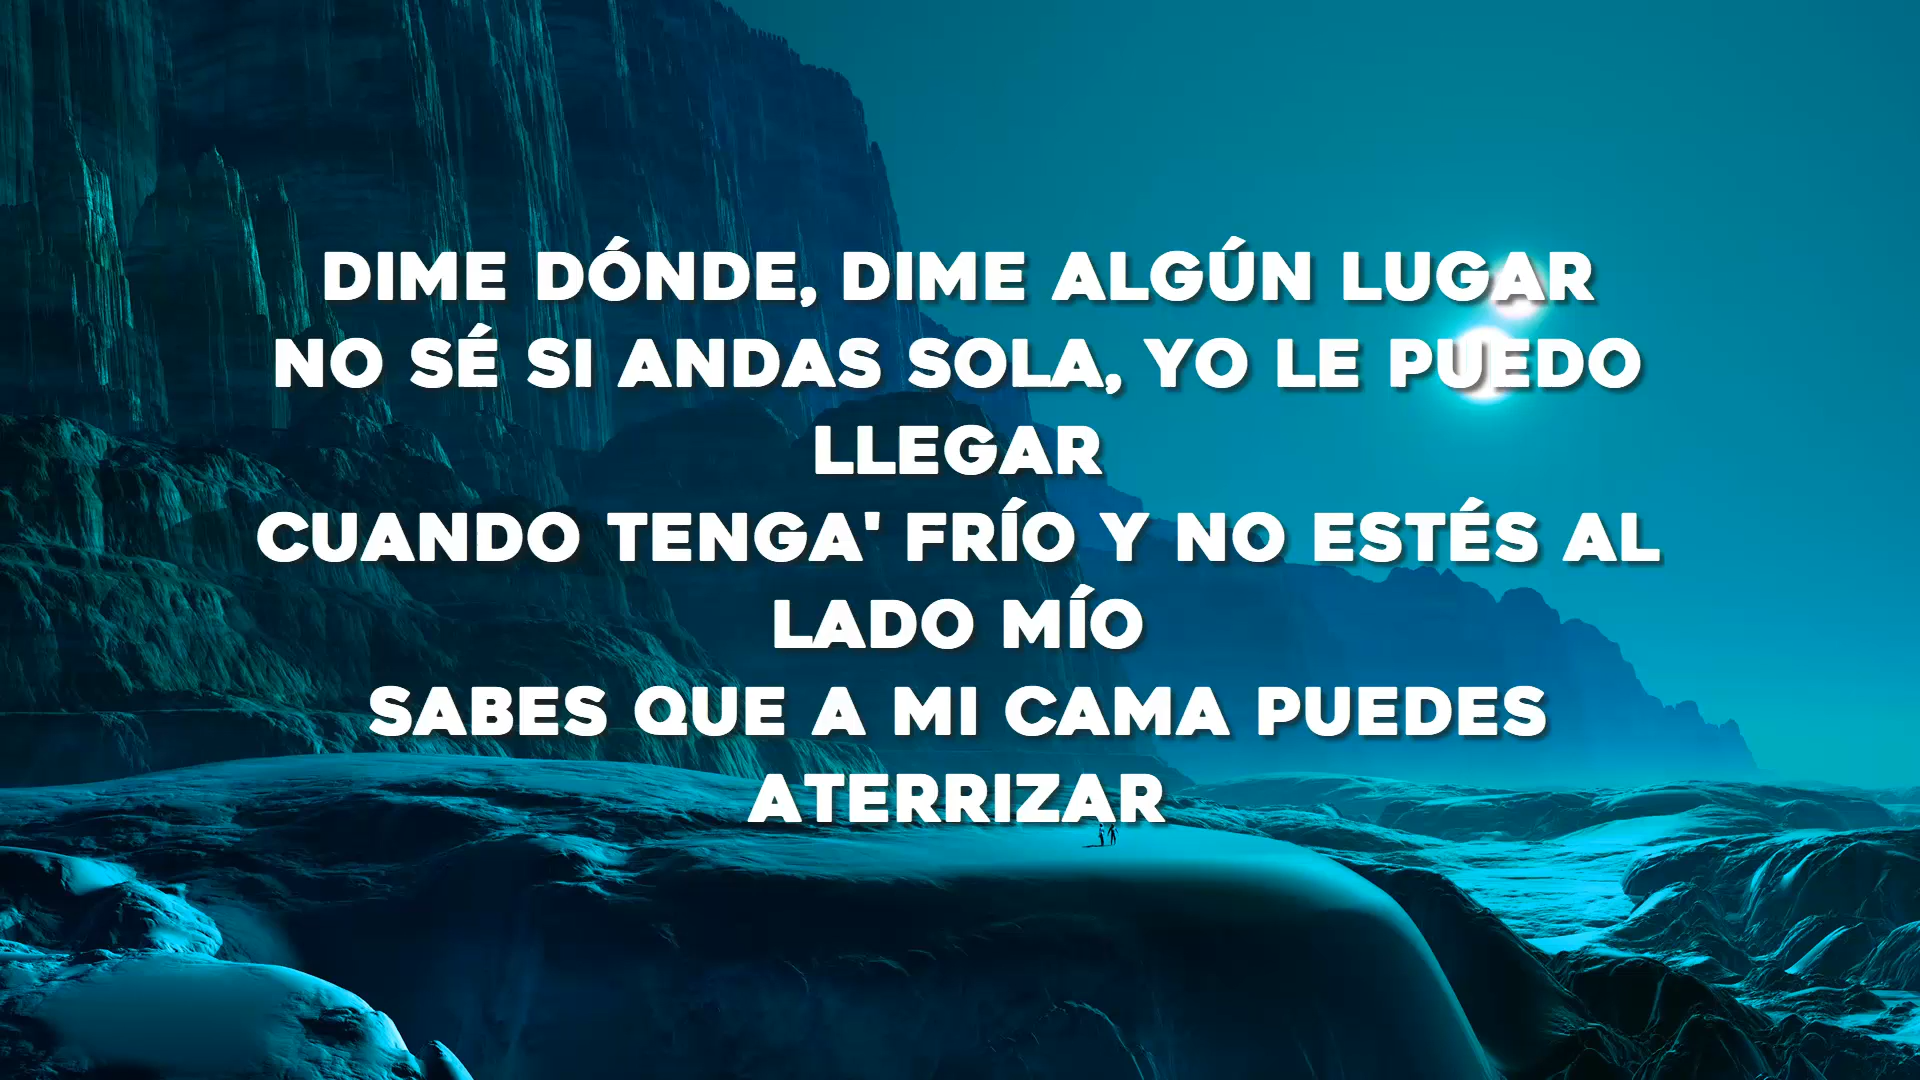 DIME DÓNDE, DIME ALGÚN LUGAR
NO SÉ SI ANDAS SOLA, YO LE PUEDO
LLEGAR
CUANDO TENGA' FRÍO Y NO ESTÉS AL
LADO MÍO
SABES QUE A MI CAMA PUEDES
ATERRIZAR